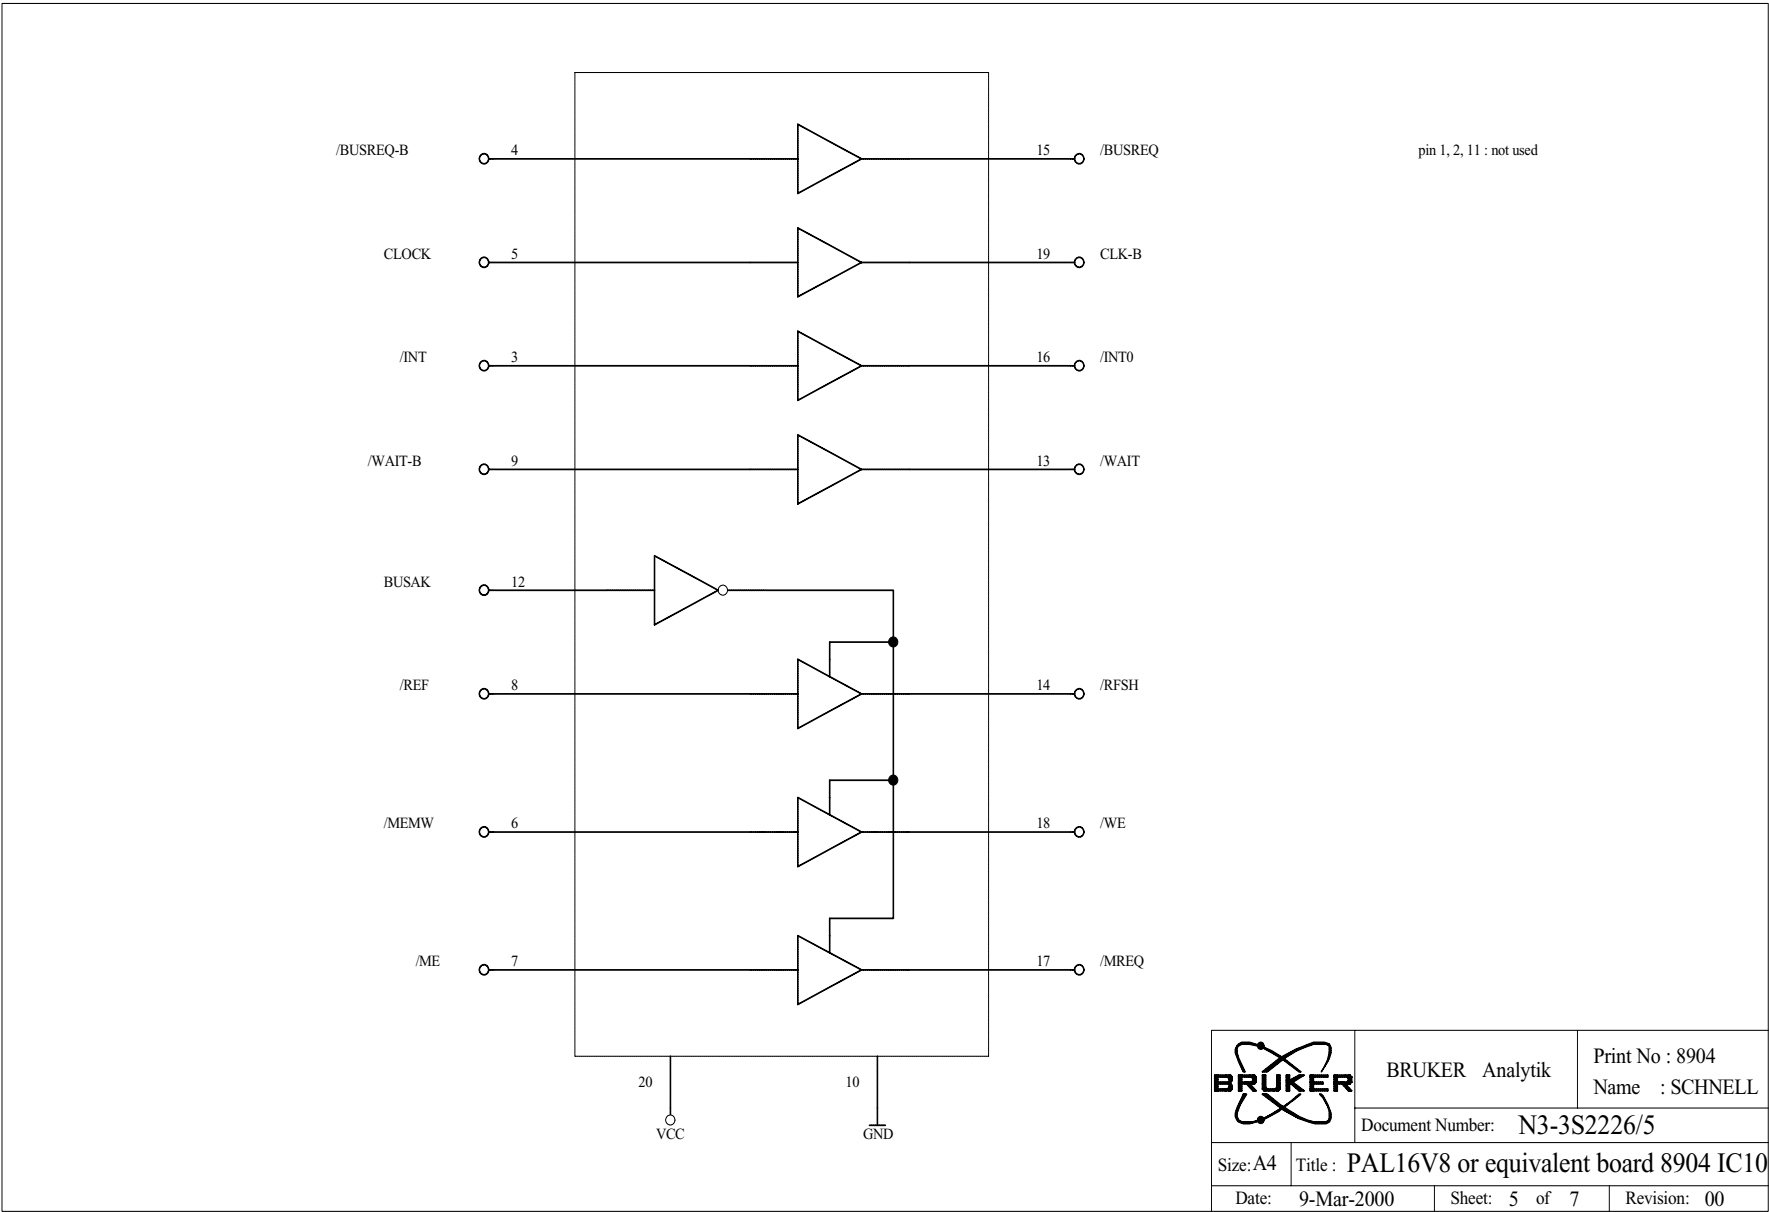 /BUSREQ-B 4 15 /BUSREQ pin 1, 2, 11 : not used
CLOCK 5 19 CLK-B
/INT 3 16 /INT0
/WAIT-B 9 13 /WAIT
BUSAK 12
/REF 8 14 /RFSH
/MEMW 6 18 /WE
/ME 7 17 /MREQ
20 10
VCC GND
BRUKER
BRUKER Analytik
Print No : 8904
Name : SCHNELL
Document Number: N3-3S2226/5
Size: A4 Title : PAL16V8 or equivalent board 8904 IC10
Date: 9-Mar-2000 Sheet: 5 of 7 Revision: 00